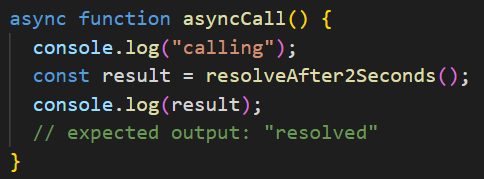 async function asyncCall() {
  console.log("calling");
  const result = resolveAfter2Seconds();
  console.log(result);
  // expected output: "resolved"
}